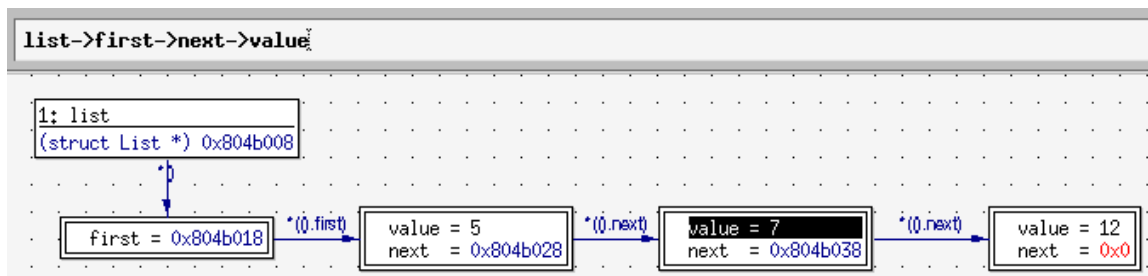 list->first->next->value
1: list
(struct List *) 0x804b008
*()
first = 0x804b018
*(().first)
value = 5
next = 0x804b028
*(().next)
value = 7
next = 0x804b038
*(().next)
value = 12
next = 0x0